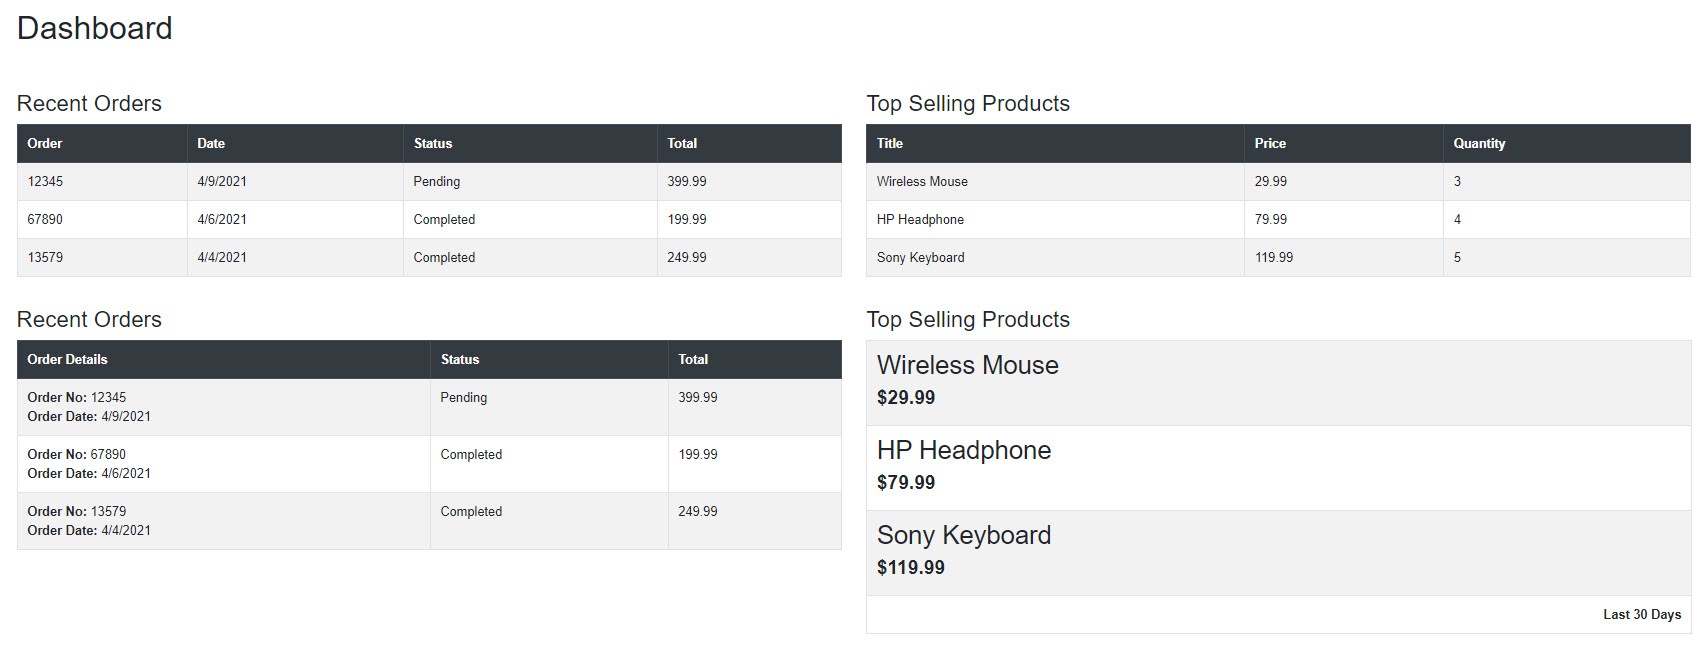 Dashboard
Recent Orders
Order Date Status Total
12345 4/9/2021 Pending 399.99
67890 4/6/2021 Completed 199.99
13579 4/4/2021 Completed 249.99
Top Selling Products
Title Price Quantity
Wireless Mouse 29.99 3
HP Headphone 79.99 4
Sony Keyboard 119.99 5
Recent Orders
Order Details Status Total
Order No: 12345 Pending 399.99
Order Date: 4/9/2021
Order No: 67890 Completed 199.99
Order Date: 4/6/2021
Order No: 13579 Completed 249.99
Order Date: 4/4/2021
Top Selling Products
Wireless Mouse
$29.99
HP Headphone
$79.99
Sony Keyboard
$119.99
Last 30 Days